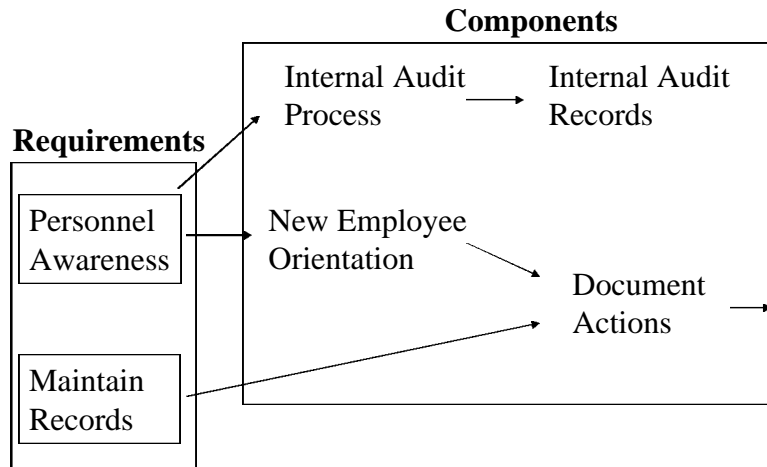 Components
Internal Audit
Process
Internal Audit
Records
Requirements
Personnel
Awareness
New Employee
Orientation
Document
Actions
Maintain
Records